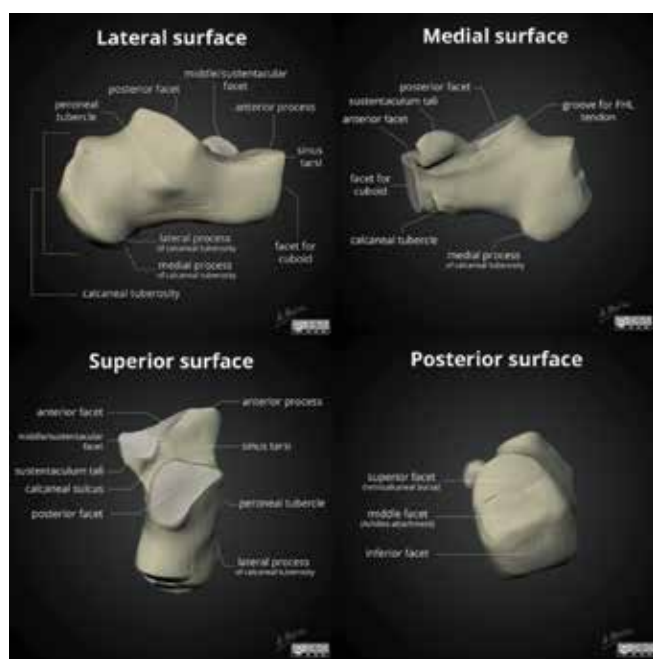 Lateral surface
middle/sustentacular
facet
posterior facet
anterior process
peroneal
tubercle
sinus
tarsi
lateral process
of calcaneal tuberosity
facet for
cuboid
medial process
of calcaneal tuberosity
calcaneal tuberosity
Medial surface
posterior facet
sustentaculum tali
groove for FHL
tendon
anterior facet
facet for
cuboid
calcaneal tubercle
medial process
of calcaneal tuberosity
Superior surface
anterior process
anterior facet
middle/sustentacular
facet
sinus tarsi
sustentaculum tali
calcaneal sulcus
peroneal tubercle
posterior facet
lateral process
of calcaneal tuberosity
Posterior surface
superior facet
(retrocalcaneal bursa)
middle facet
(Achilles attachment)
inferior facet